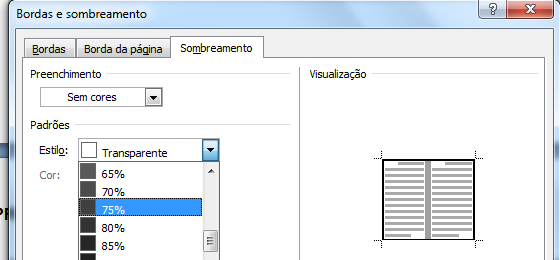 Bordas e sombreamento
Bordas Borda da página Sombreamento
Preenchimento
Visualização
Sem cores
Padrões
Estilo: Transparente
Cor:
65%
70%
75%
80%
85%